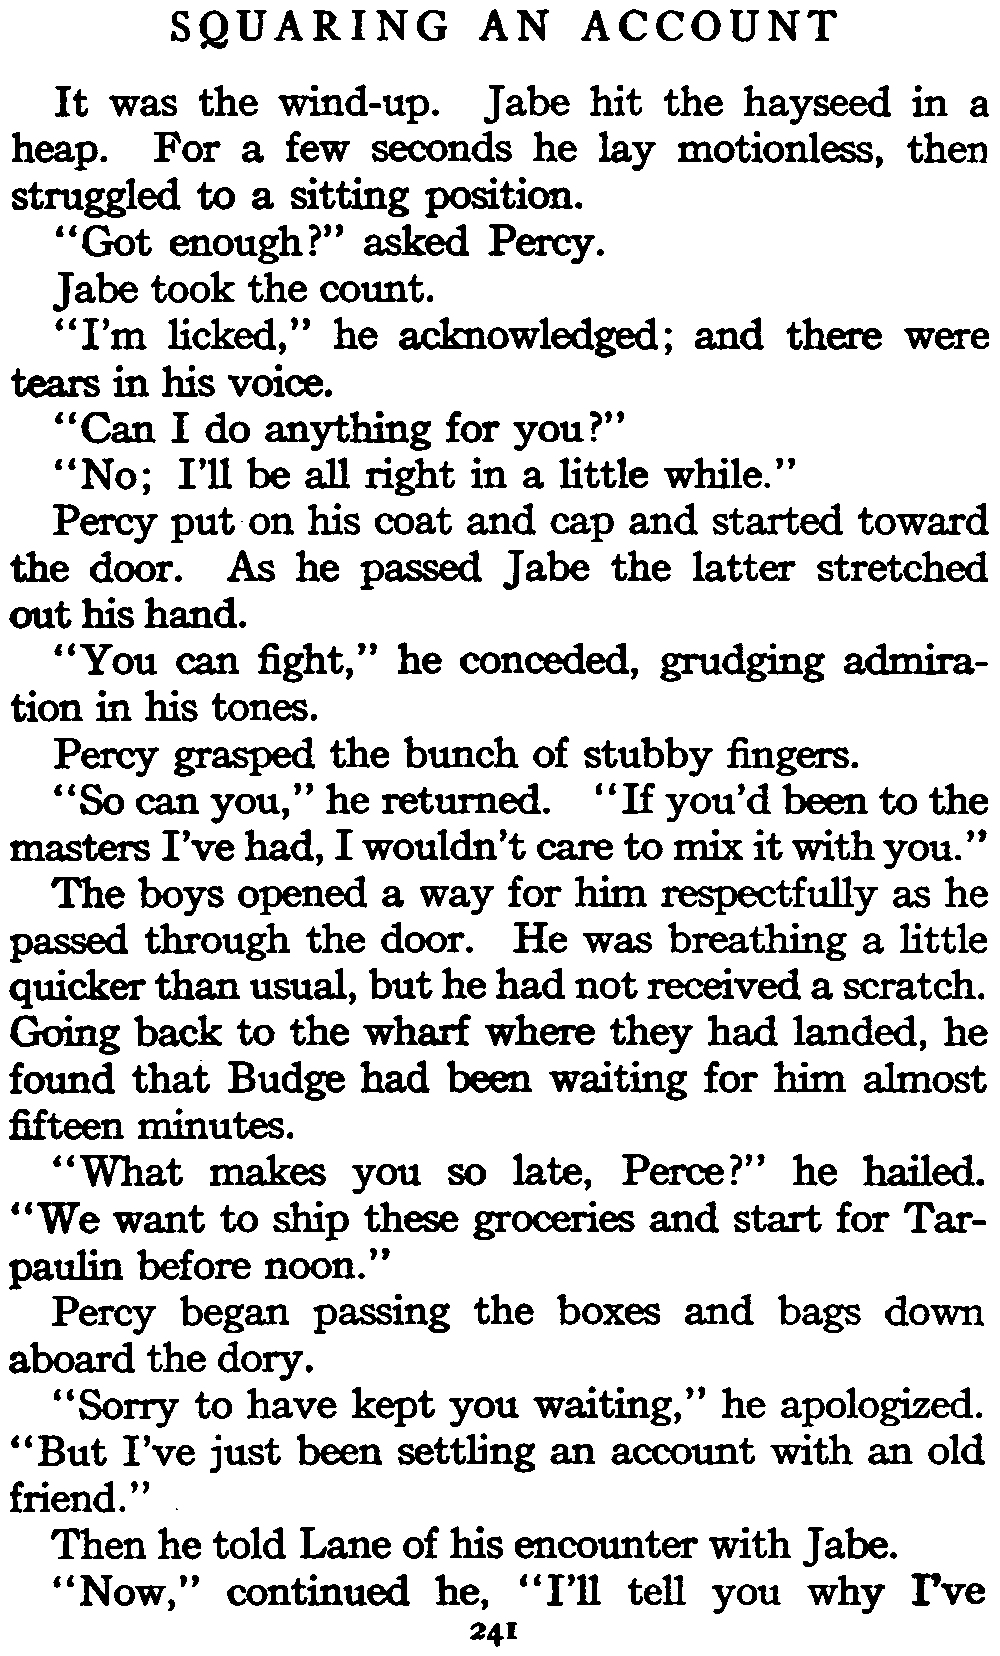 SQUARING AN ACCOUNT
It was the wind-up. Jabe hit the hayseed in a
heap. For a few seconds he lay motionless, then
struggled to a sitting position.
“Got enough?” asked Percy.
Jabe took the count.
“I'm licked,” he acknowledged; and there were
tears in his voice.
“Can I do anything for you?”
“No; I'll be all right in a little while.”
Percy put on his coat and cap and started toward
the door. As he passed Jabe the latter stretched
out his hand.
“You can fight,” he conceded, grudging admira-
tion in his tones.
Percy grasped the bunch of stubby fingers.
“So can you,” he returned. “If you'd been to the
masters I've had, I wouldn't care to mix it with you.”
The boys opened a way for him respectfully as he
passed through the door. He was breathing a little
quicker than usual, but he had not received a scratch.
Going back to the wharf where they had landed, he
found that Budge had been waiting for him almost
fifteen minutes.
“What makes you so late, Perce?” he hailed.
“We want to ship these groceries and start for Tar-
paulin before noon.”
Percy began passing the boxes and bags down
aboard the dory.
“Sorry to have kept you waiting,” he apologized.
“But I've just been settling an account with an old
friend.”
Then he told Lane of his encounter with Jabe.
“Now,” continued he, “I'll tell you why I've
241